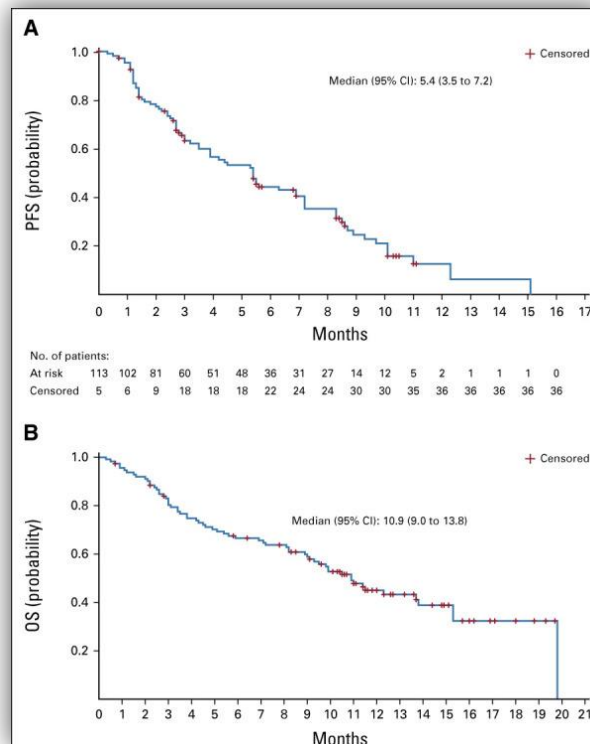 A
1.0
Censored
Median (95% CI): 5.4 (3.5 to 7.2)
0.8
0.6
0.4
0.2
PFS (probability)
0 1 2 3 4 5 6 7 8 9 10 11 12 13 14 15 16 17
Months
No. of patients:
At risk 113 102 81 60 51 48 36 31 27 14 12 5 2 1 1 1 0
Censored 5 6 9 18 18 18 22 24 24 30 30 35 36 36 36 36 36
B
1.0
Censored
0.8
Median (95% CI): 10.9 (9.0 to 13.8)
0.6
0.4
0.2
OS (probability)
0 1 2 3 4 5 6 7 8 9 10 11 12 13 14 15 16 17 18 19 20 21
Months